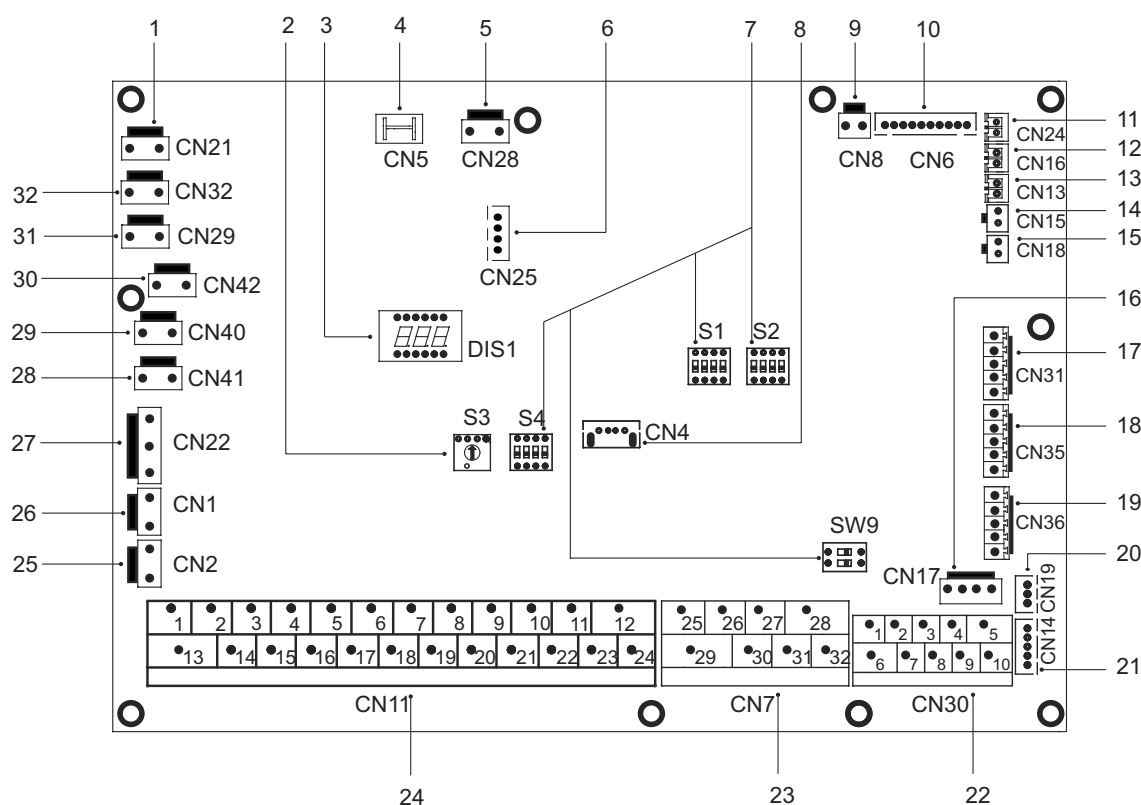 1 2 3 4 5 6 7 8 9 10
11
CN21 CN5 CN28 CN8 CN6 CN24
12
CN16
32 CN32
13
CN13
14
CN15
31 CN29
15
CN18
CN25
30 CN42
16
29 CN40
3 DIS1 S1 S2
17
CN31
28 CN41
27 CN22
S3 S4 CN4
18
CN35
26 CN1
19
CN36
SW9
25 CN2
20
CN17 CN19
1 2 3 4 5 6 7 8 9 10 11 12
25 26 27 28
1 2 3 4 5
CN14
13 14 15 16 17 18 19 20 21 22 23 24
29 30 31 32
6 7 8 9 10
21
CN11 CN7 CN30
24 23 22